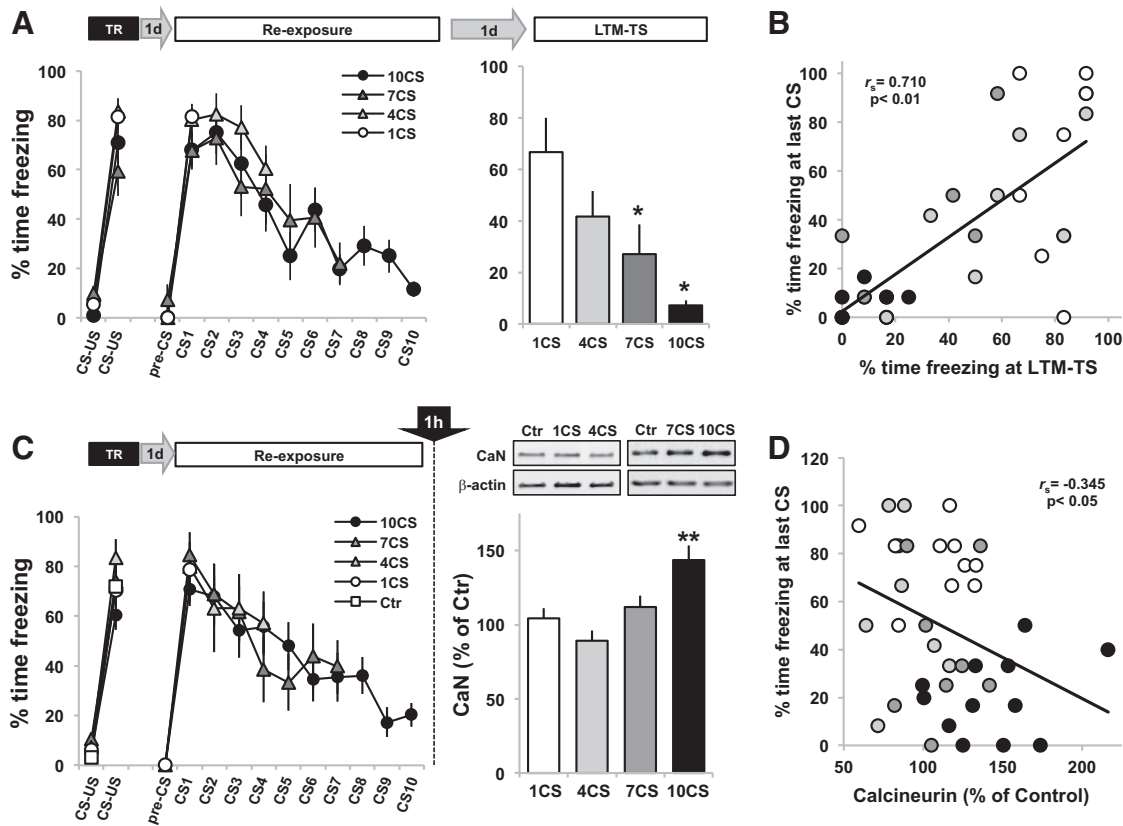 A
TR 1d Re-exposure 1d LTM-TS
% time freezing
100
80
60
40
20
0
10CS
7CS
4CS
1CS
CS-US CS-US pre-CS CS1 CS2 CS3 CS4 CS5 CS6 CS7 CS8 CS9 CS10
100
80
60
40
20
0
*
*
1CS 4CS 7CS 10CS
B
% time freezing at last CS
100
80
60
40
20
0
rs= 0.710
p< 0.01
0 20 40 60 80 100
% time freezing at LTM-TS
C
TR 1d Re-exposure
1h
% time freezing
100
80
60
40
20
0
10CS
7CS
4CS
1CS
Ctr
CS-US CS-US pre-CS CS1 CS2 CS3 CS4 CS5 CS6 CS7 CS8 CS9 CS10
Ctr 1CS 4CS Ctr 7CS 10CS
CaN
β-actin
CaN (% of Ctr)
150
100
50
0
**
1CS 4CS 7CS 10CS
D
% time freezing at last CS
120
100
80
60
40
20
0
rs= -0.345
p< 0.05
50 100 150 200
Calcineurin (% of Control)